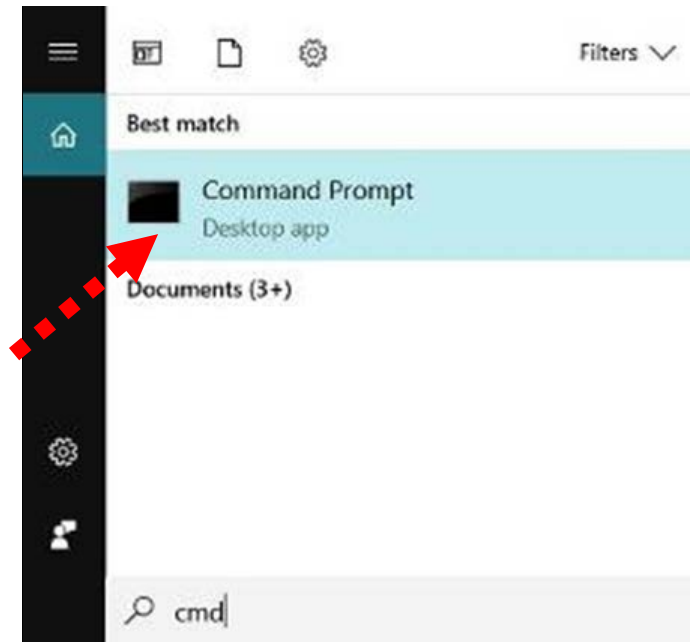 Filters
Best match
Command Prompt
Desktop app
Documents (3+)
cmd